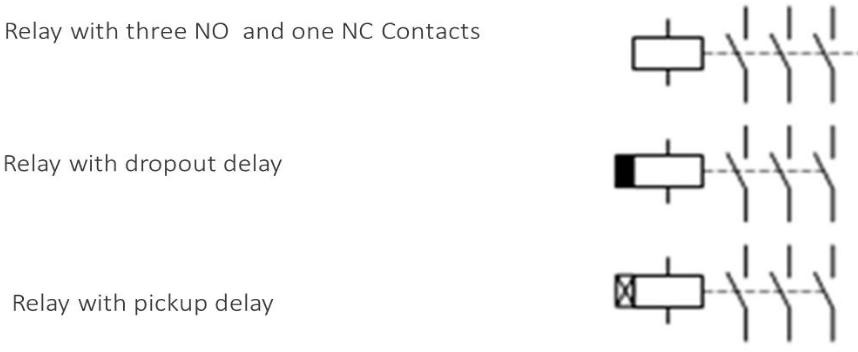 Relay with three NO and one NC Contacts
Relay with dropout delay
Relay with pickup delay